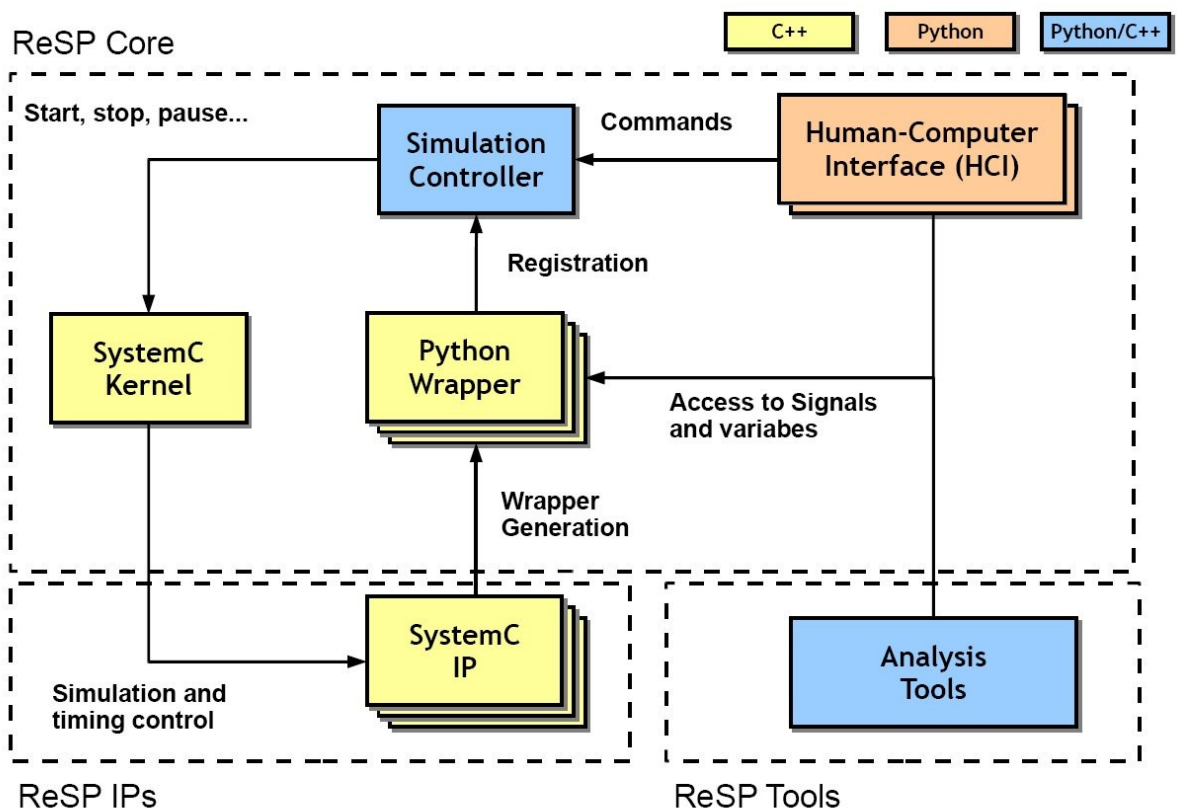 C++
Python
Python/C++
ReSP Core
Start, stop, pause...
Simulation
Controller
Commands
Human-Computer
Interface (HCI)
Registration
SystemC
Kernel
Python
Wrapper
Access to Signals
and variabes
Wrapper
Generation
SystemC
IP
Simulation and
timing control
Analysis
Tools
ReSP IPs
ReSP Tools